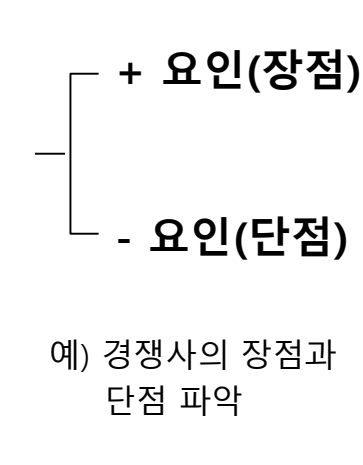 + 요인(장점)
- 요인(단점)
예) 경쟁사의 장점과
단점 파악